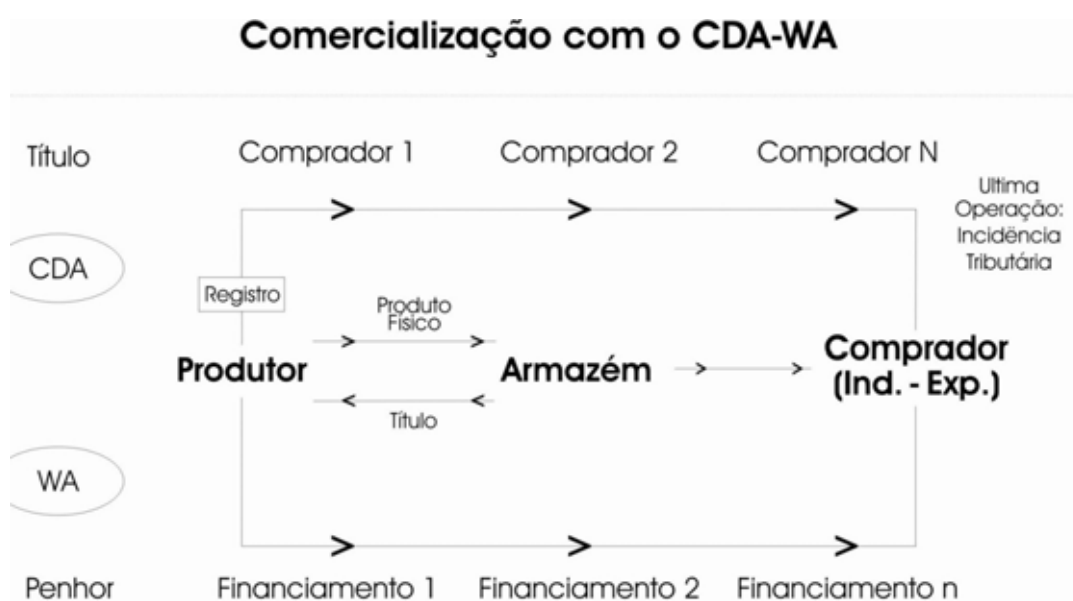 Comercialização com o CDA-WA
Título
Comprador 1
Comprador 2
Comprador N
Ultima
Operação:
Incidëncia
Tributária
CDA
Registro
Produto
Físico
Produtor
Armazém
Comprador
(Ind. - Exp.)
Título
WA
Penhor
Financiamento 1
Financiamento 2
Financiamento n